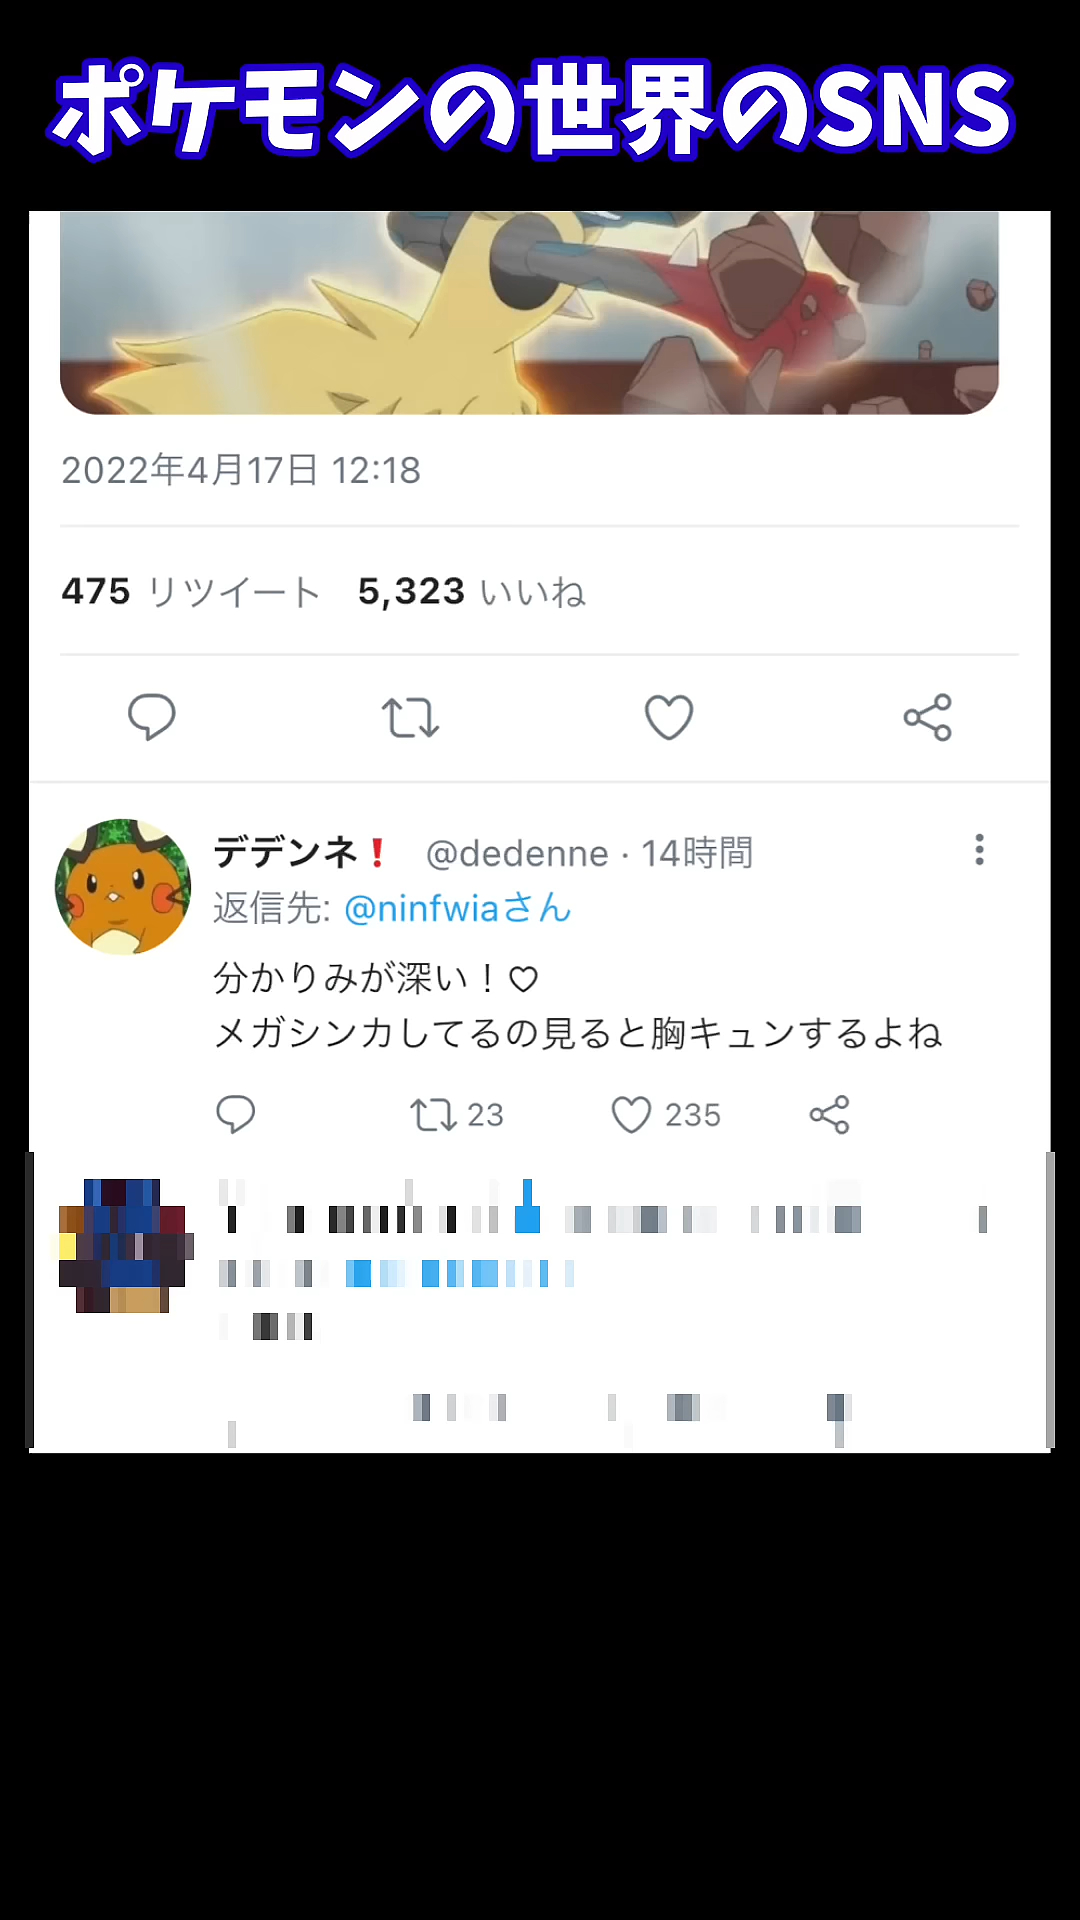 ポケモンの世界のSNS
2022年4月17日 12:18
475 リツイート 5,323 いいね
デデンネ❗ @dedenne · 14時間
返信先: @ninfwiaさん
分かりみが深い！♡
メガシンカしてるの見ると胸キュンするよね
23 235